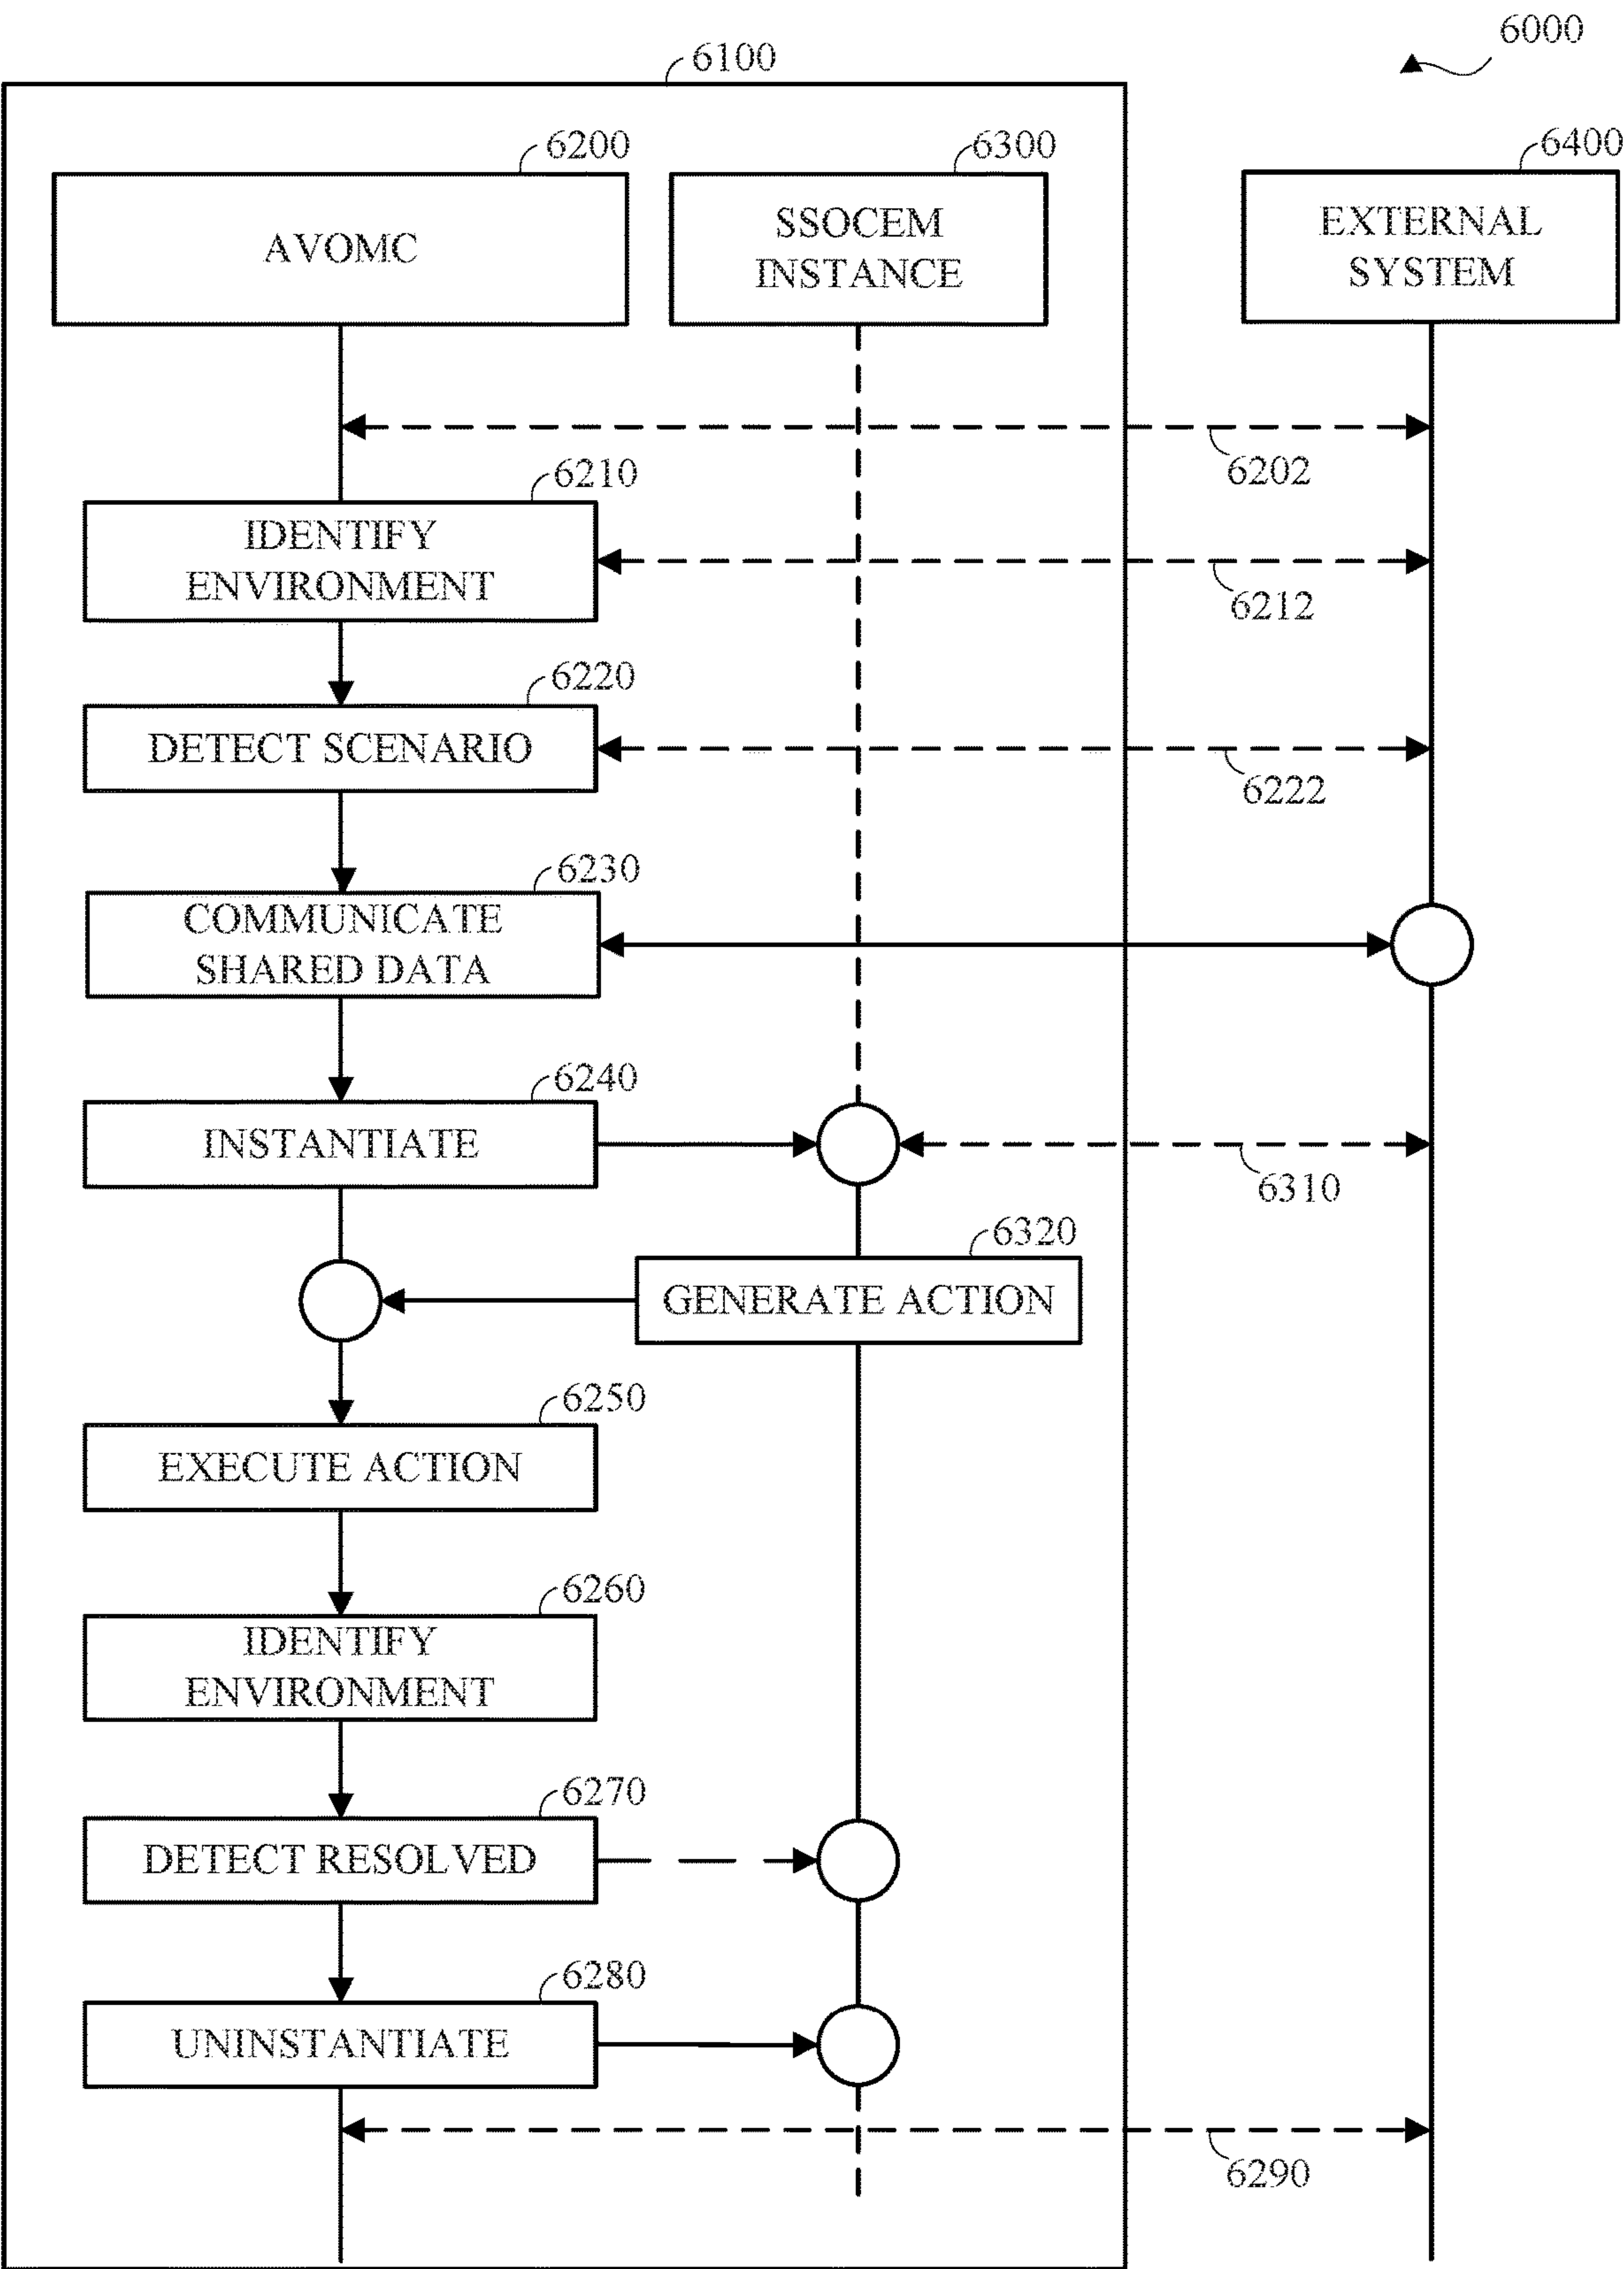 6000
6100
6200
6300
6400
AVOMC
SSOCEM
INSTANCE
EXTERNAL
SYSTEM
6202
6210
IDENTIFY
ENVIRONMENT
6212
6220
DETECT SCENARIO
6222
6230
COMMUNICATE
SHARED DATA
6240
INSTANTIATE
6310
6320
GENERATE ACTION
6250
EXECUTE ACTION
6260
IDENTIFY
ENVIRONMENT
6270
DETECT RESOLVED
6280
UNINSTANTIATE
6290